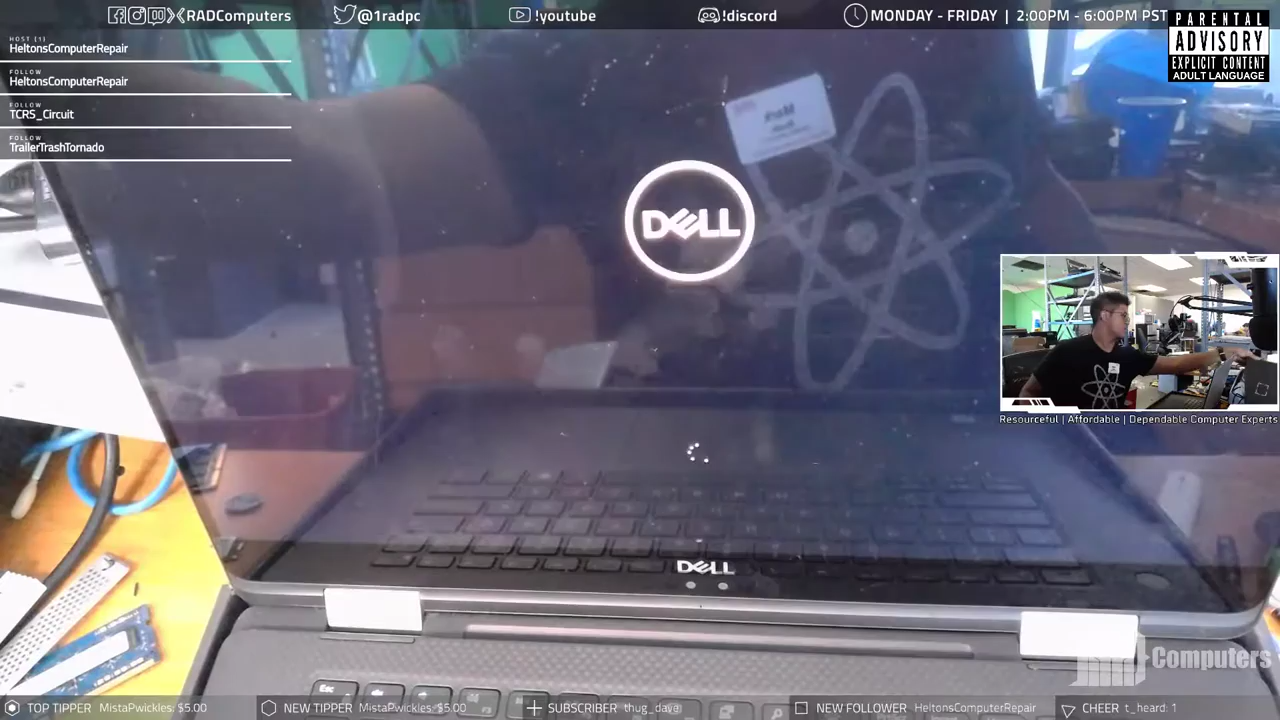 RADComputers
@1radpc
!youtube
!discord
MONDAY - FRIDAY | 2:00PM - 6:00PM PST
PARENTAL
ADVISORY
EXPLICIT CONTENT
ADULT LANGUAGE
HOST [1]
HeltonsComputerRepair
FOLLOW
HeltonsComputerRepair
FOLLOW
TCRS_Circuit
FOLLOW
TrailerTrashTornado
DELL
Resourceful | Affordable | Dependable Computer Experts
DELL
Computers
Esc
TOP TIPPER MistaPwickles: $5.00
NEW TIPPER MistaPwickles: $5.00
SUBSCRIBER thug_dave
NEW FOLLOWER HeltonsComputerRepair
CHEER t_heard: 1